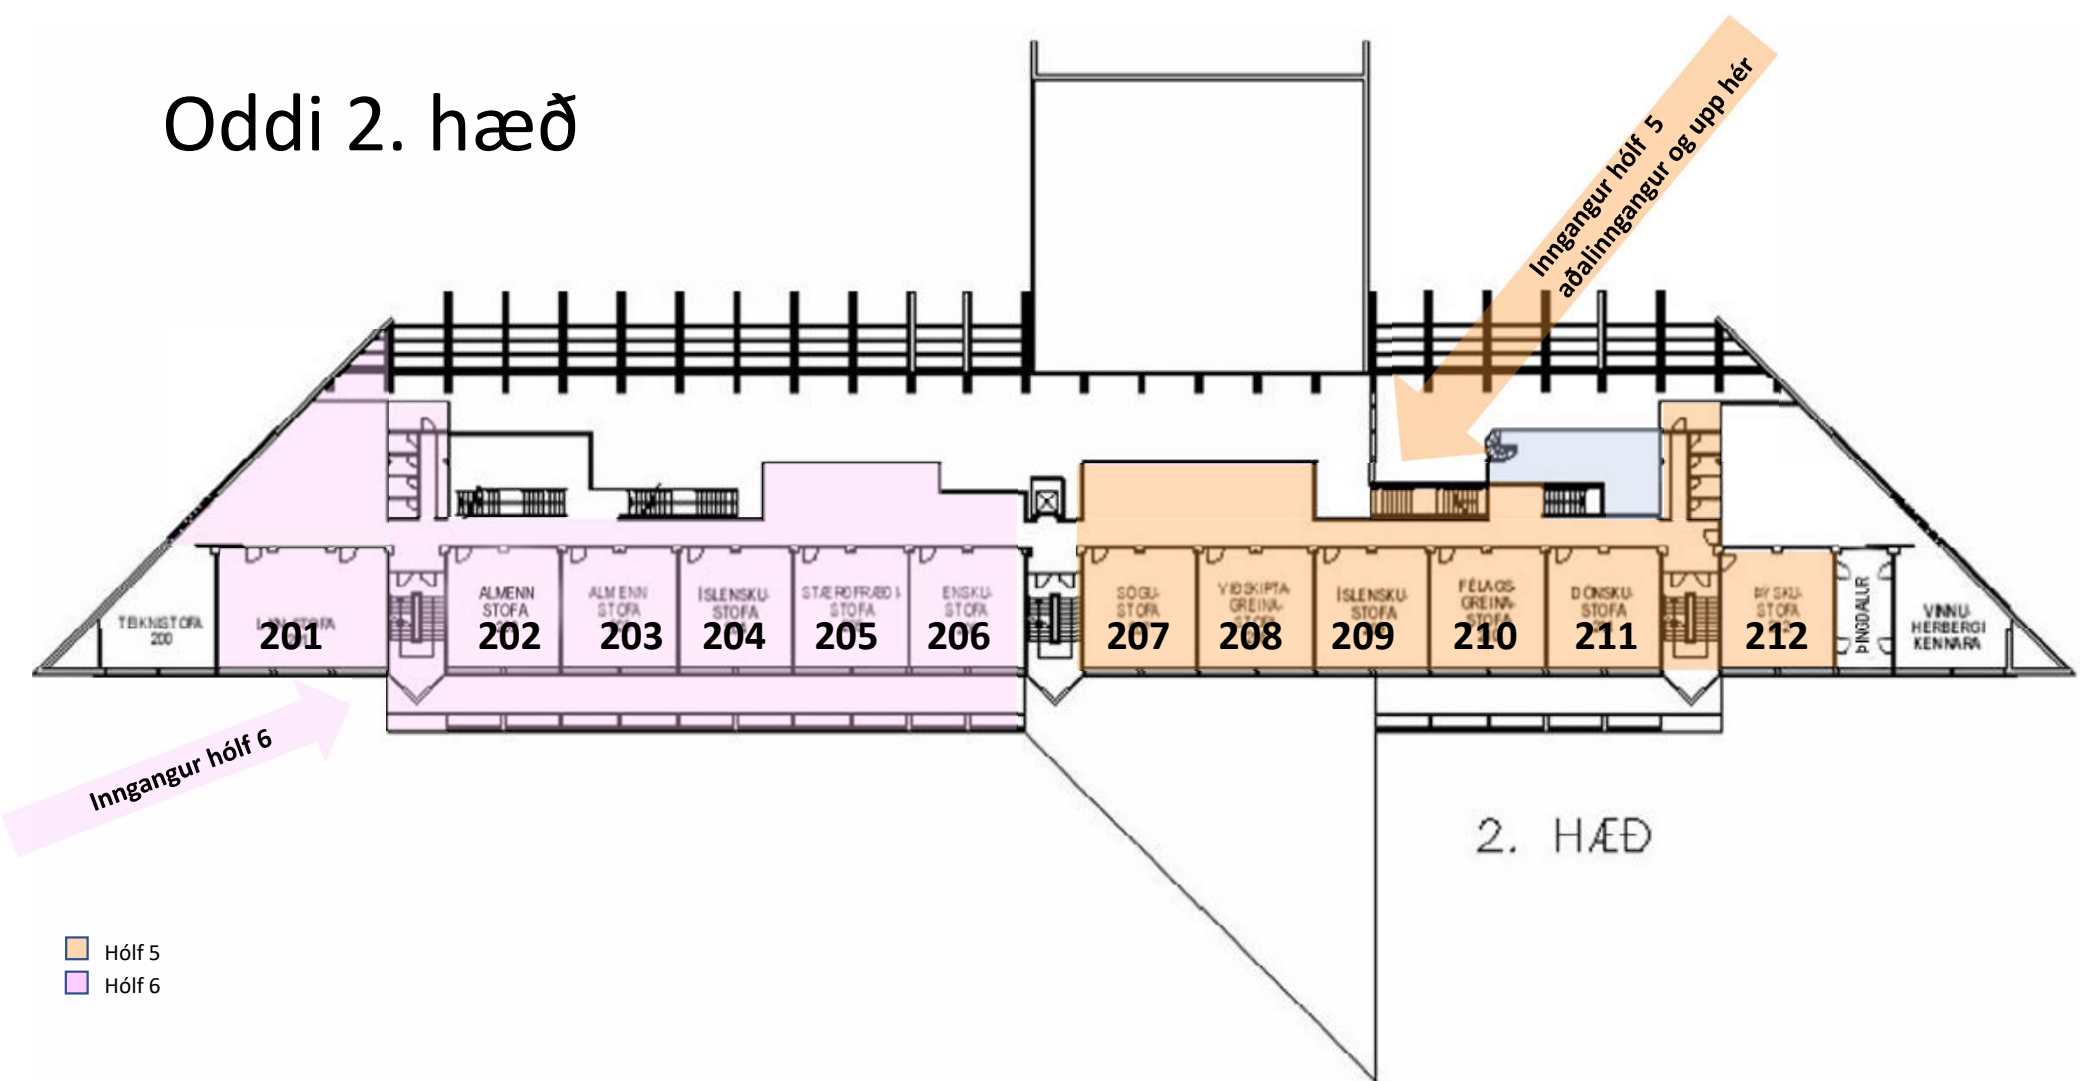 Oddi 2. hæð
Inngangur hólf 5
aðalinngangur og upp hér
TEIKNISTOFA
200
201
ALMENN
STOFA
202
ALMENN
STOFA
203
ÍSLENSKU-
STOFA
204
STÆRÐFRÆÐI-
STOFA
205
ENSKU-
STOFA
206
SÖGU-
STOFA
207
VIÐSKIPTA-
GREINA-
STOFA
208
ÍSLENSKU-
STOFA
209
FÉLAGS-
GREINA-
STOFA
210
DÖNSKU-
STOFA
211
ÞÝSKU-
STOFA
212
ÞINGDALLUR
VINNU-
HERBERGI
KENNARA
Inngangur hólf 6
2. HÆÐ
Hólf 5
Hólf 6